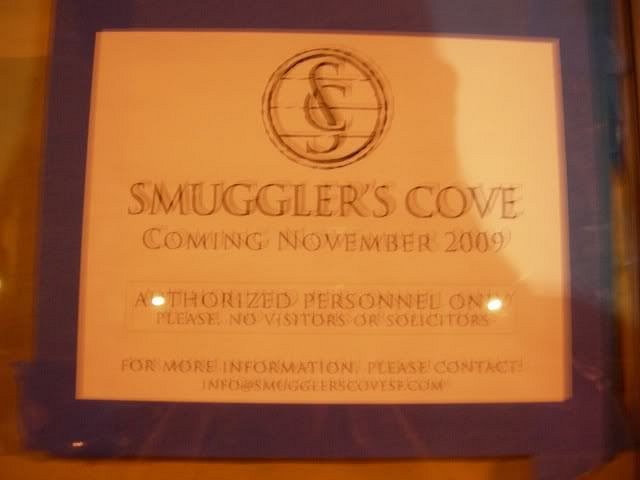 SC
SMUGGLER'S COVE
COMING NOVEMBER 2009
AUTHORIZED PERSONNEL ONLY
PLEASE, NO VISITORS OR SOLICITORS
FOR MORE INFORMATION, PLEASE CONTACT:
INFO@SMUGGLERSCOVESF.COM